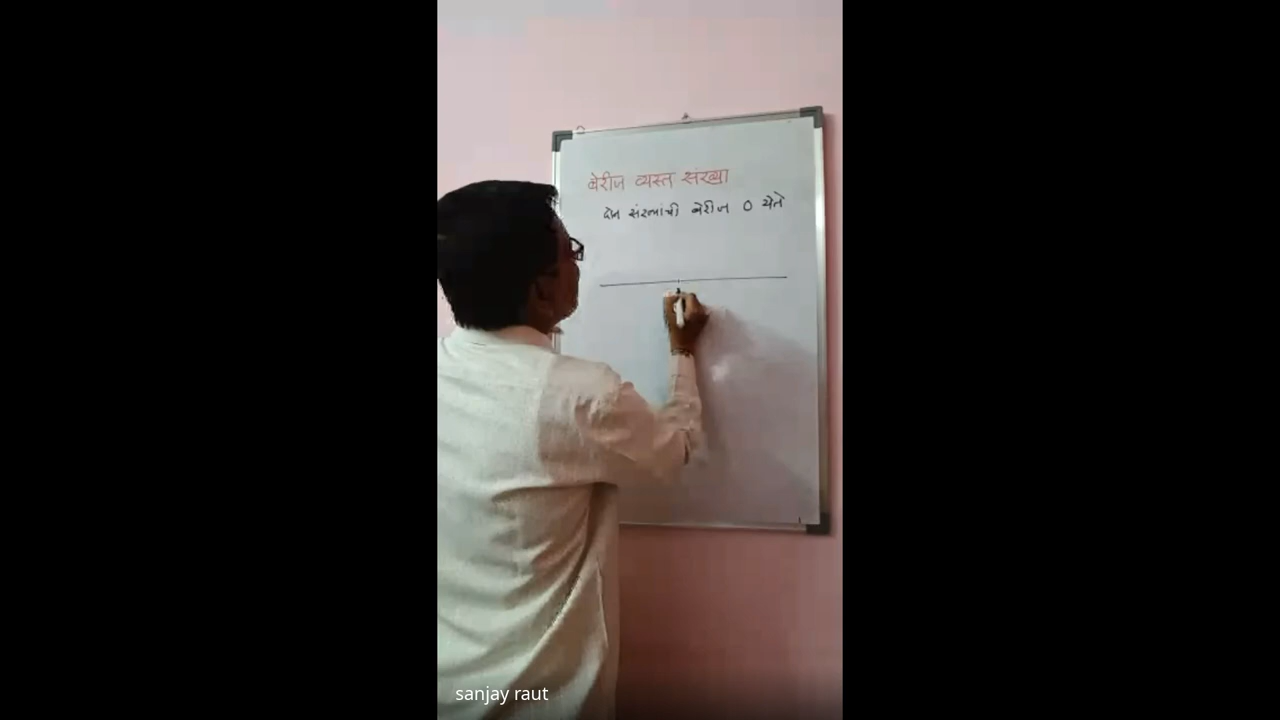 बेरीज व्यस्त संख्या
दोन संख्यांची बेरीज 0 येते
sanjay raut